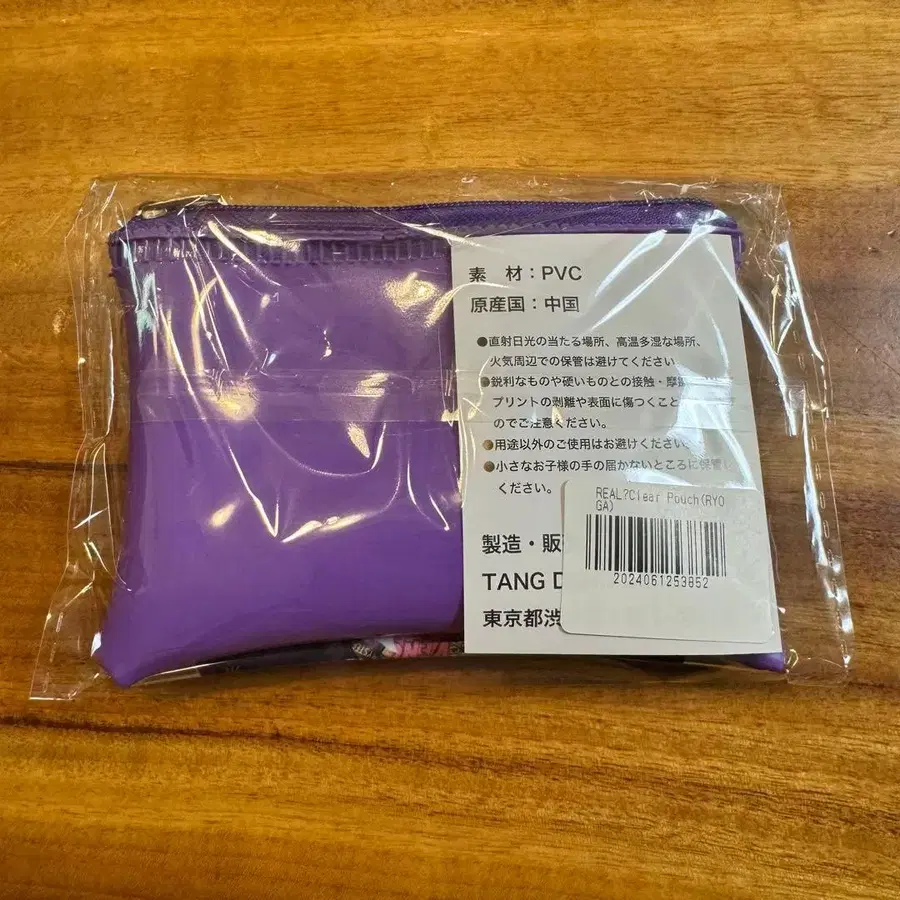 素 材：PVC
原産国：中国
●直射日光の当たる場所、高温多湿な場所、
火気周辺での保管は避けてください
●鋭利なものや硬いものとの接触・摩
プリントの剥離や表面に傷つくこと
のでご注意ください。
●用途以外のご使用はお避けください
●小さなお子様の手の届かないところに保管し
ください。
REAL?Clear Pouch(RYO
GA)
2024061253852
製造・販
TANG D
東京都渋